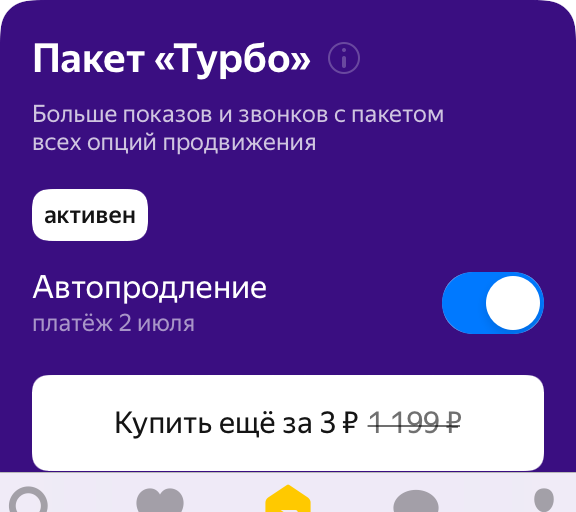 Пакет «Турбо»
Больше показов и звонков с пакетом
всех опций продвижения
активен
Автопродление
платёж 2 июля
Купить ещё за 3 ₽ 1 199 ₽